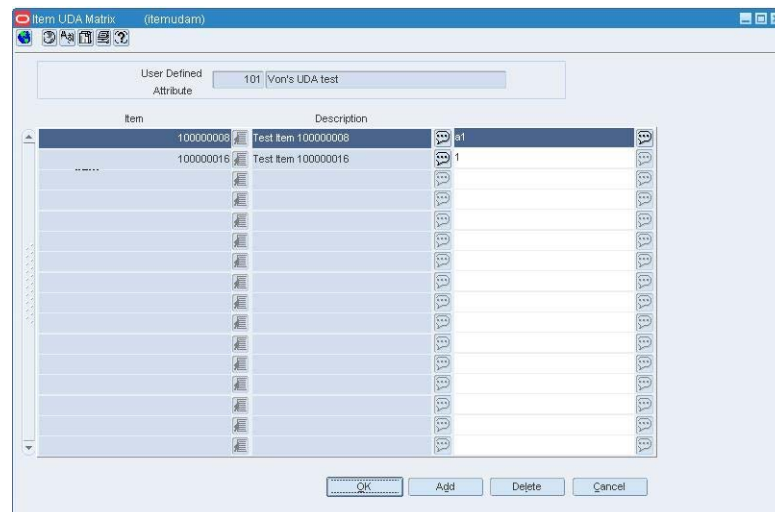 Item UDA Matrix (itemudam)
User Defined Attribute 101 Von's UDA test
Item Description
100000008 Test Item 100000008 a1
100000016 Test Item 100000016 1
OK Add Delete Cancel